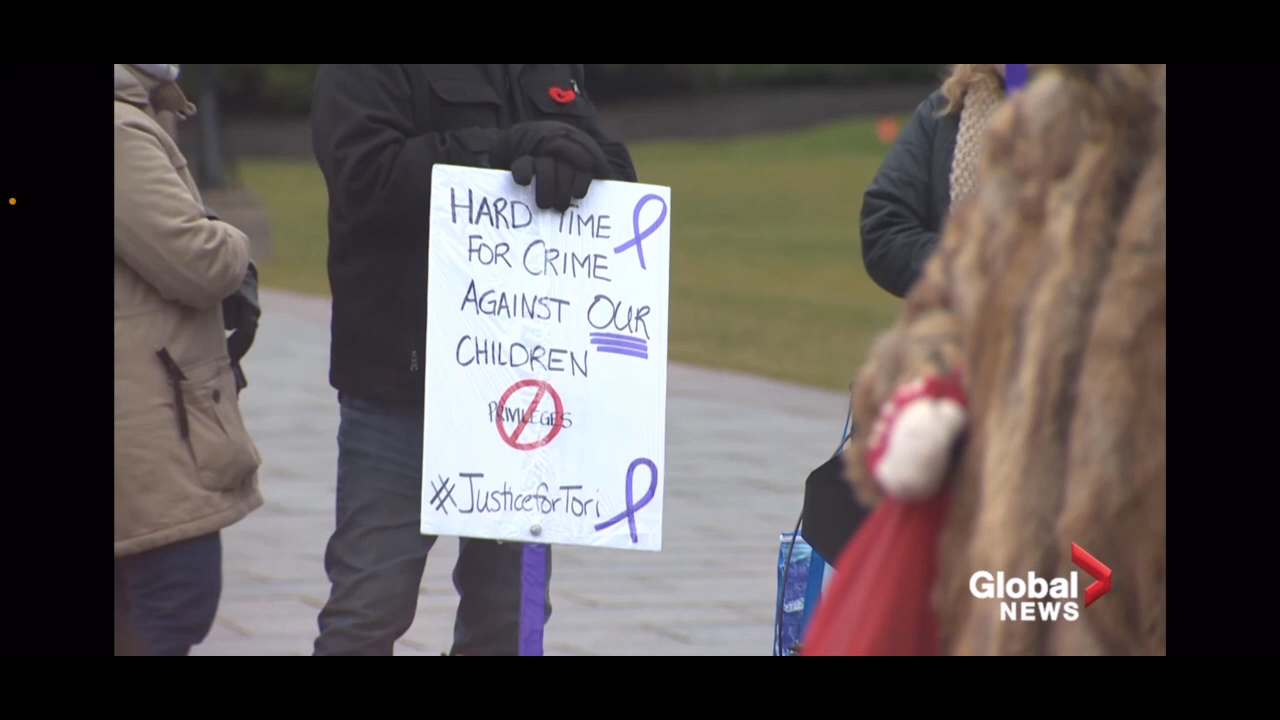 HARD TIME
FOR CRIME
AGAINST OUR
CHILDREN
PRIVILEGES
#JusticeforTori
Global
NEWS